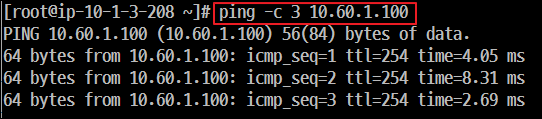 [root@ip-10-1-3-208 ~]# ping -c 3 10.60.1.100
PING 10.60.1.100 (10.60.1.100) 56(84) bytes of data.
64 bytes from 10.60.1.100: icmp_seq=1 ttl=254 time=4.05 ms
64 bytes from 10.60.1.100: icmp_seq=2 ttl=254 time=8.31 ms
64 bytes from 10.60.1.100: icmp_seq=3 ttl=254 time=2.69 ms